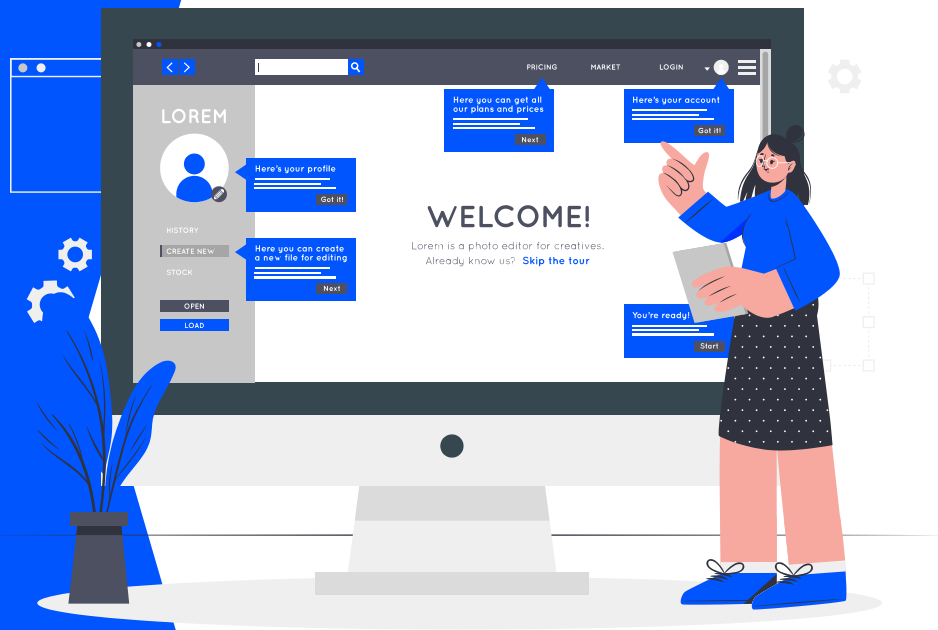 PRICING
MARKET
LOGIN
LOREM
Here you can get all
our plans and prices
Next
Here's your account
Got it!
Here's your profile
Got it!
HISTORY
CREATE NEW
STOCK
OPEN
LOAD
Here you can create
a new file for editing
Next
WELCOME!
Lorem is a photo editor for creatives.
Already know us? Skip the tour
You're ready!
Start